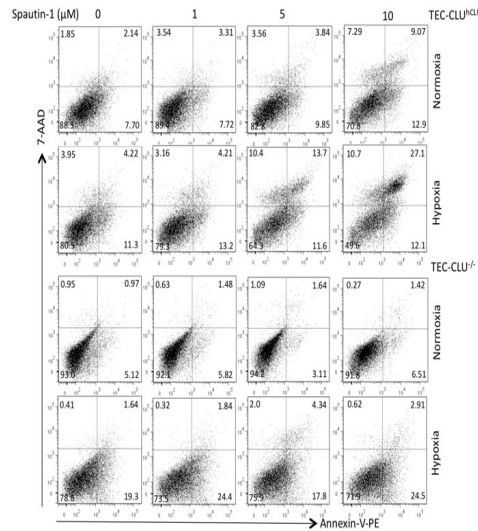 Spautin-1 (μM) 0 1 5 10 TEC-CLUhCLU
1.85 2.14 3.54 3.31 3.56 3.84 7.29 9.07
Normoxia
7.70 7.72 9.85 70.8 12.9
7-AAD
3.95 4.22 3.16 4.21 10.4 13.7 10.7 27.1
Hypoxia
80.5 11.3 79.3 13.2 64.3 11.6 49.6 12.1
TEC-CLU-/-
0.95 0.97 0.63 1.48 1.09 1.64 0.27 1.42
Normoxia
93.0 5.12 92.1 5.82 94.2 3.11 91.8 6.51
0.41 1.64 0.32 1.84 2.0 4.34 0.62 2.91
Hypoxia
78.6 19.3 73.5 24.4 75.9 17.8 71.9 24.5
Annexin-V-PE